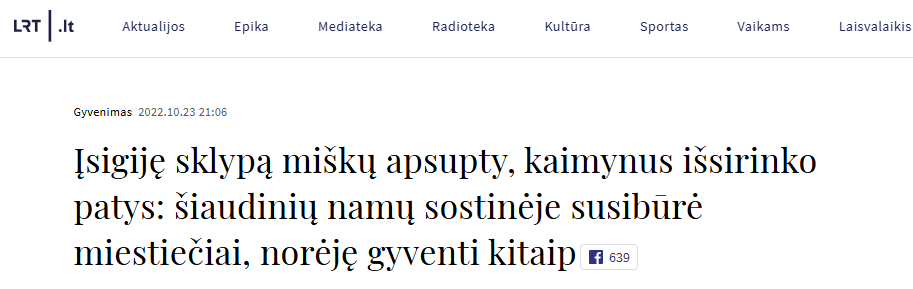 LRT .lt Aktualijos Epika Mediateka Radioteka Kultūra Sportas Vaikams Laisvalaikis
Gyvenimas 2022.10.23 21:06
Įsigiję sklypą miškų apsupty, kaimynus išsirinko
patys: šiaudinių namų sostinėje susibūrė
miestiečiai, norėję gyventi kitaip 639